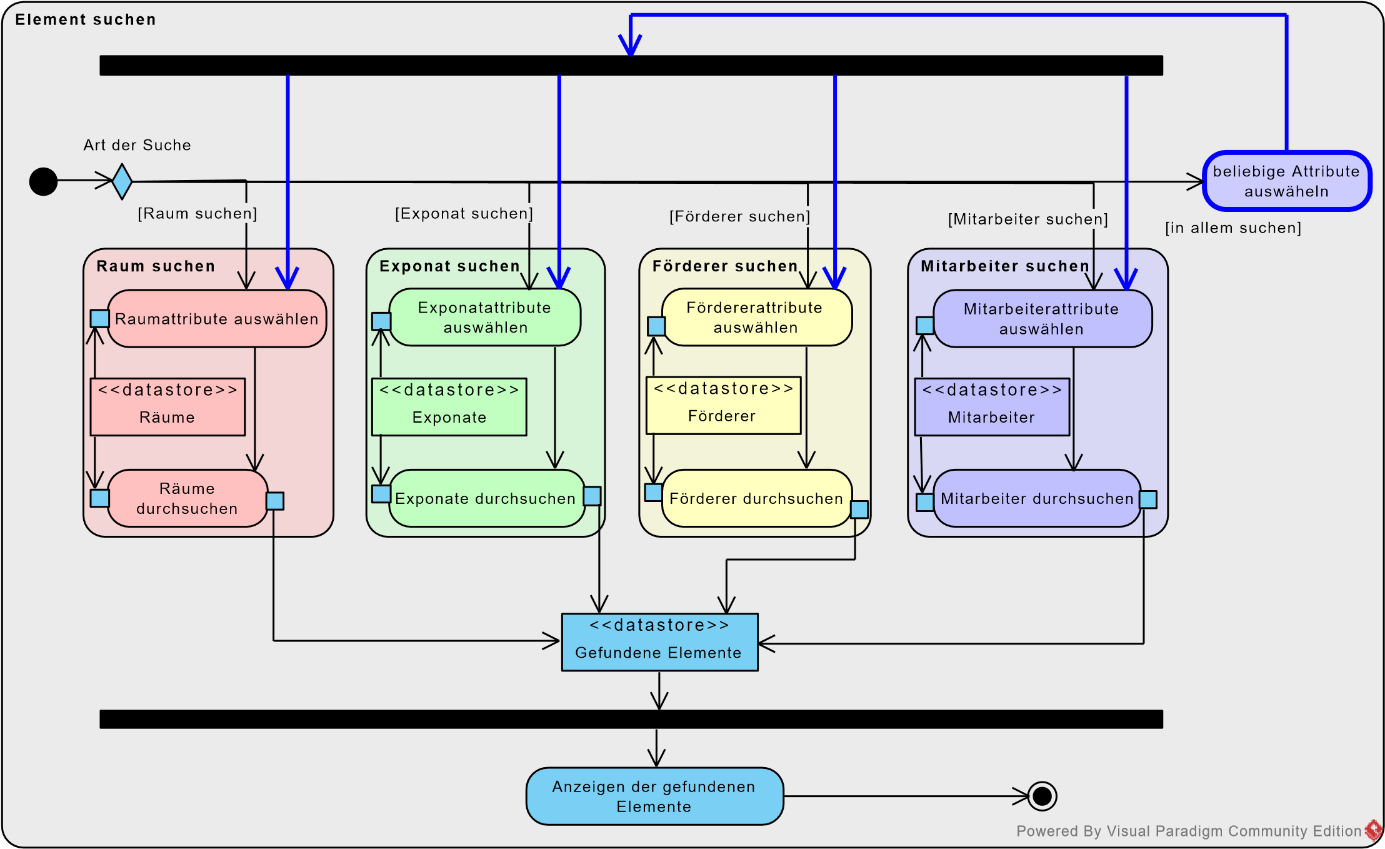 Element suchen
Art der Suche
beliebige Attribute
auswäheln
[Raum suchen]
[Exponat suchen]
[Förderer suchen]
[Mitarbeiter suchen]
[in allem suchen]
Raum suchen
Exponat suchen
Förderer suchen
Mitarbeiter suchen
Raumattribute auswählen
Exponatattribute
auswählen
Fördererattribute
auswählen
Mitarbeiterattribute
auswählen
<<datastore>>
Räume
<<datastore>>
Exponate
<<datastore>>
Förderer
<<datastore>>
Mitarbeiter
Räume
durchsuchen
Exponate durchsuchen
Förderer durchsuchen
Mitarbeiter durchsuchen
<<datastore>>
Gefundene Elemente
Anzeigen der gefundenen
Elemente
Powered By Visual Paradigm Community Edition